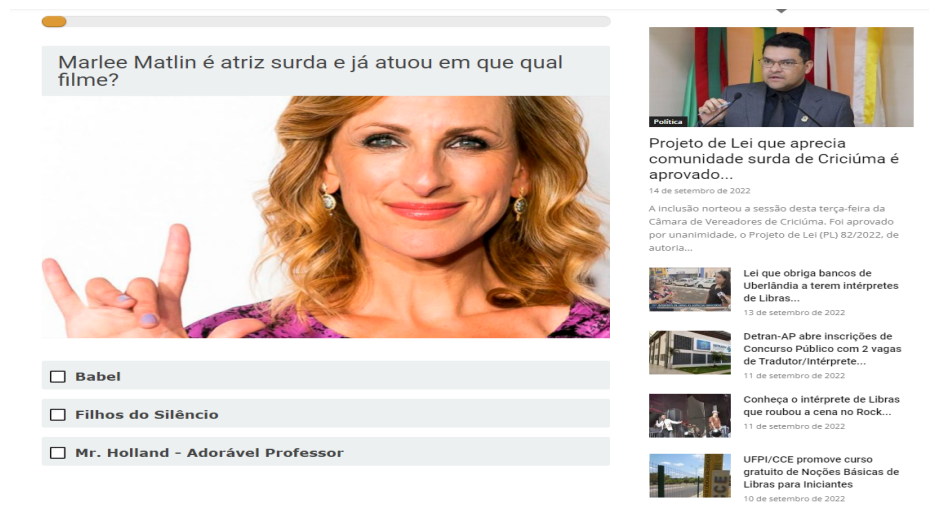 Marlee Matlin é atriz surda e já atuou em que qual
filme?
Babel
Filhos do Silêncio
Mr. Holland - Adorável Professor
Política
Projeto de Lei que aprecia
comunidade surda de Criciúma é
aprovado...
14 de setembro de 2022
A inclusão norteou a sessão desta terça-feira da
Câmara de Vereadores de Criciúma. Foi aprovado
por unanimidade, o Projeto de Lei (PL) 82/2022, de
autoria...
Lei que obriga bancos de
Uberlândia a terem intérpretes
de Libras...
13 de setembro de 2022
Detran-AP abre inscrições de
Concurso Público com 2 vagas
de Tradutor/Intérprete...
11 de setembro de 2022
Conheça o intérprete de Libras
que roubou a cena no Rock...
11 de setembro de 2022
UFPI/CCE promove curso
gratuito de Noções Básicas de
Libras para Iniciantes
10 de setembro de 2022